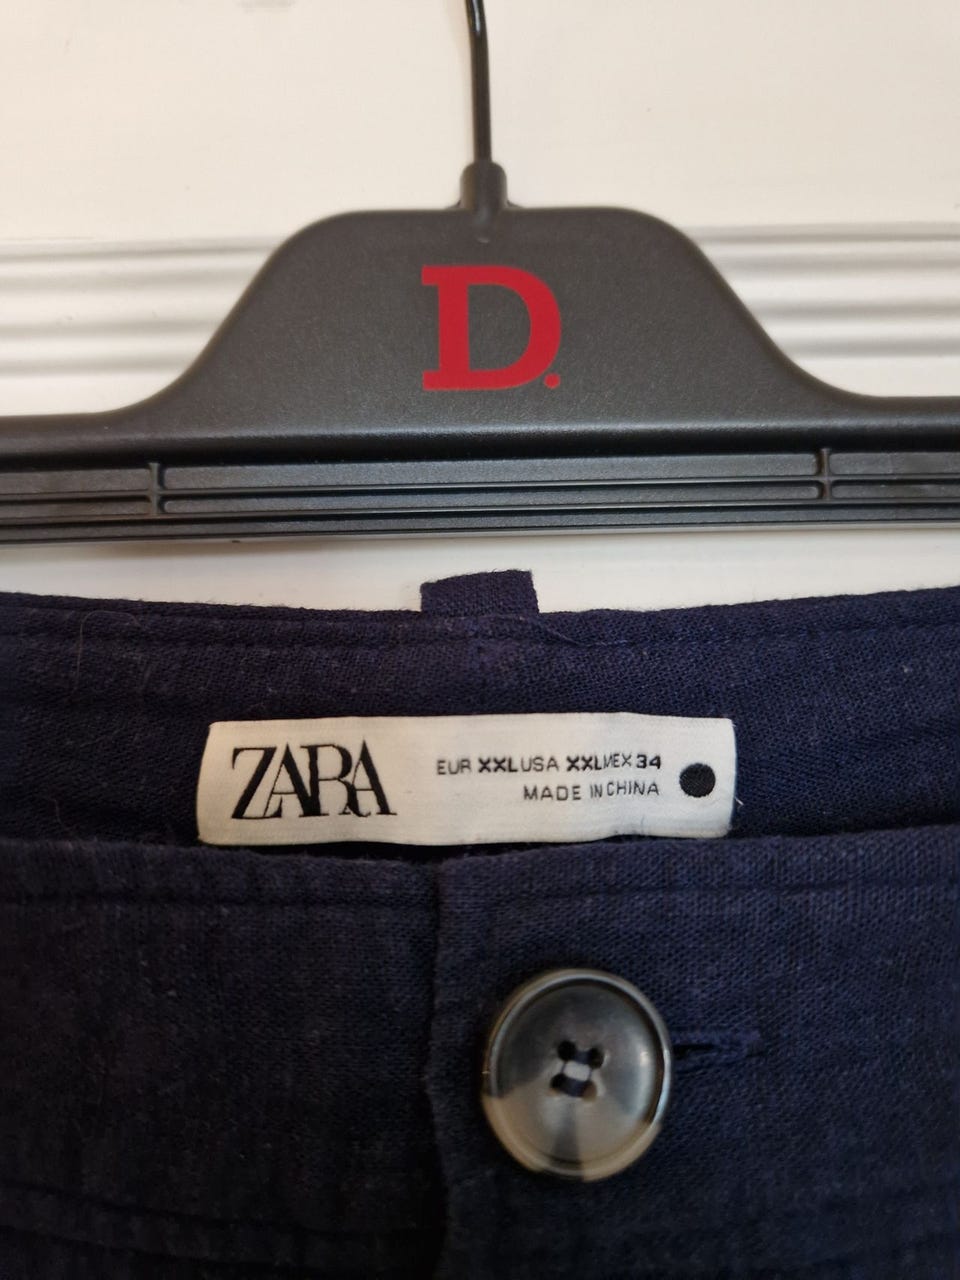 D.
ZARA
EUR XXL USA XXL MEX 34
MADE IN CHINA